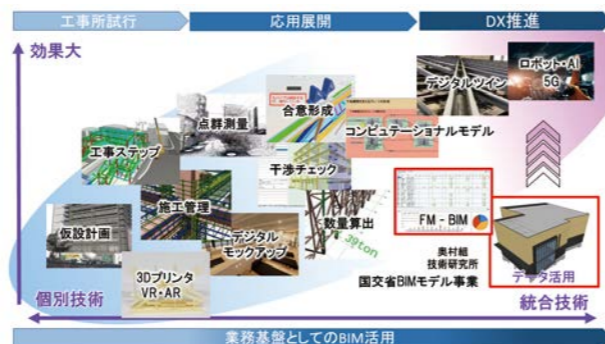 工事所試行
応用展開
DX推進
効果大
デジタルツイン
ロボット・AI
5G
点群測量
合意形成
コンピュテーショナルモデル
工事ステップ
干渉チェック
施工管理
数量算出
39ton
FM - BIM
仮設計画
デジタル
モックアップ
奥村組
技術研究所
データ活用
3Dプリンタ
VR・AR
国交省BIMモデル事業
個別技術
統合技術
業務基盤としてのBIM活用